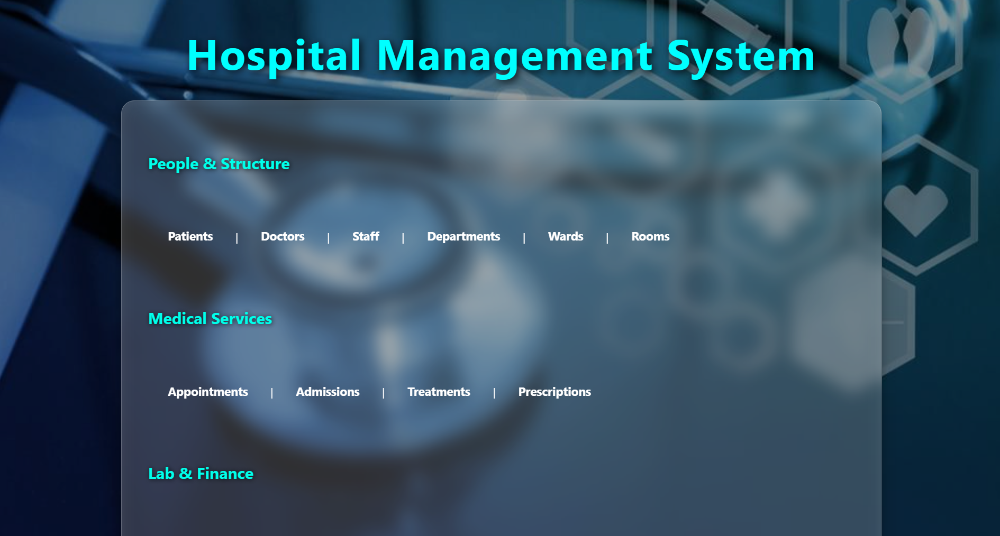 Hospital Management System
People & Structure
Patients | Doctors | Staff | Departments | Wards | Rooms
Medical Services
Appointments | Admissions | Treatments | Prescriptions
Lab & Finance